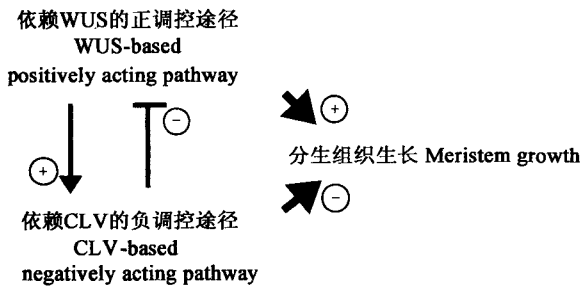 依赖WUS的正调控途径
WUS-based
positively acting pathway
−
+
+
分生组织生长 Meristem growth
−
依赖CLV的负调控途径
CLV-based
negatively acting pathway